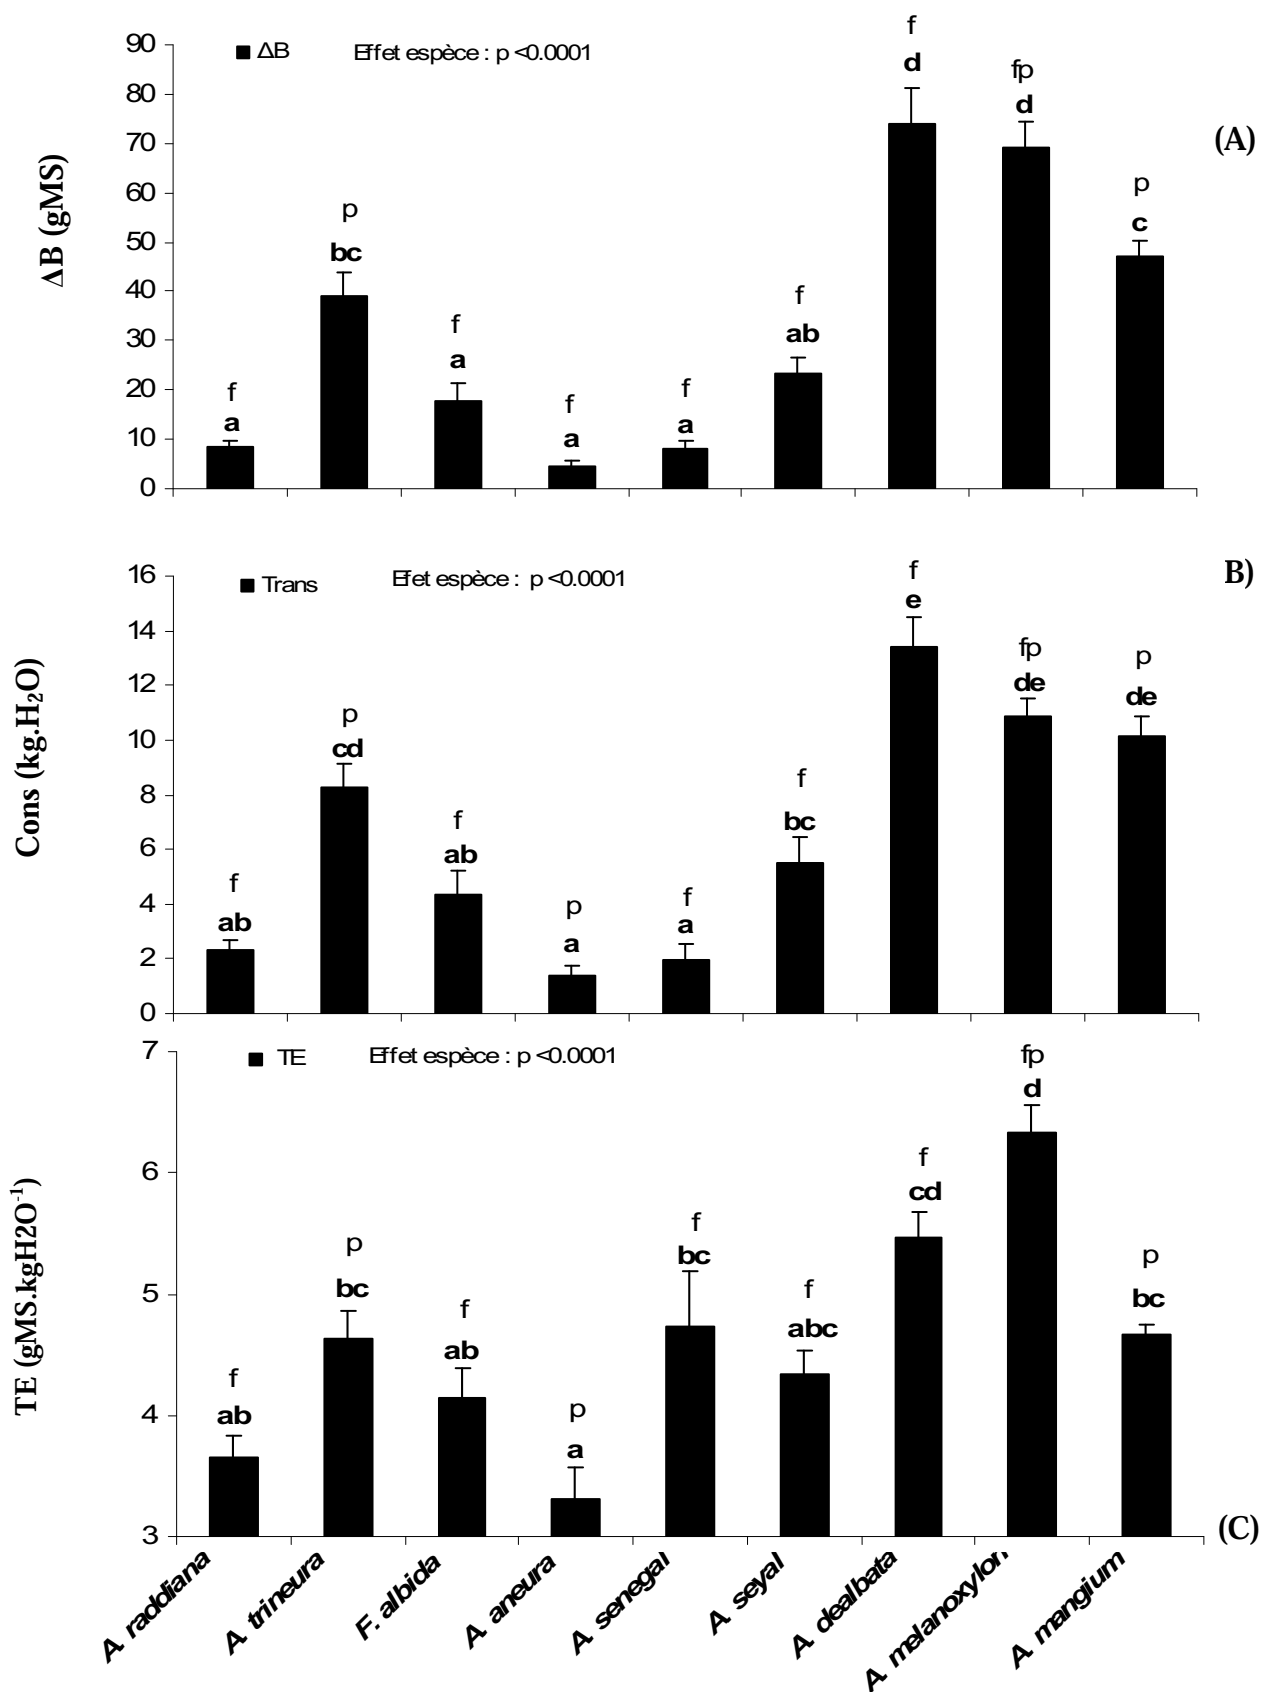 90
80
70
60
50
40
30
20
10
0
ΔB (gMS)
ΔB
Effet espèce : p <0.0001
(A)
f
a
p
bc
f
a
f
a
f
a
f
ab
f
d
fp
d
p
c
16
14
12
10
8
6
4
2
0
Cons (kg.H₂O)
Trans
Effet espèce : p <0.0001
B)
f
ab
p
cd
f
ab
p
a
f
a
f
bc
f
e
fp
de
p
de
7
6
5
4
3
TE (gMS.kgH2O⁻¹)
TE
Effet espèce : p <0.0001
(C)
f
ab
p
bc
f
ab
p
a
f
bc
f
abc
f
cd
fp
d
p
bc
A. raddiana
A. trineura
F. albida
A. aneura
A. senegal
A. seyal
A. dealbata
A. melanoxylon
A. mangium